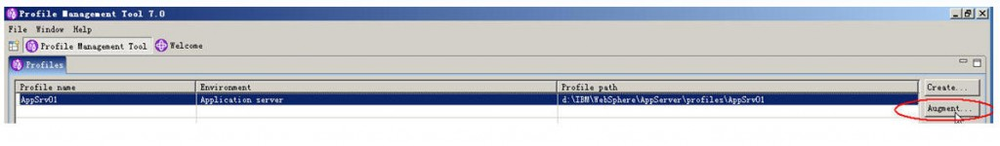 Profile Management Tool 7.0
File Window Help
Profile Management Tool Welcome
Profiles
Profile name Environment Profile path Create...
AppSrv01 Application server d:\IBM\WebSphere\AppServer\profiles\AppSrv01
Augment...